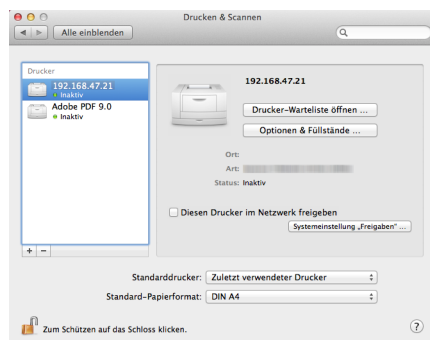 Drucken & Scannen
Alle einblenden
Drucker
192.168.47.21
Inaktiv
Adobe PDF 9.0
Inaktiv
192.168.47.21
Drucker-Warteliste öffnen ...
Optionen & Füllstände ...
Ort:
Art:
Status: Inaktiv
Diesen Drucker im Netzwerk freigeben
Systemeinstellung „Freigaben“ ...
+ −
Standarddrucker: Zuletzt verwendeter Drucker
Standard-Papierformat: DIN A4
Zum Schützen auf das Schloss klicken.
?